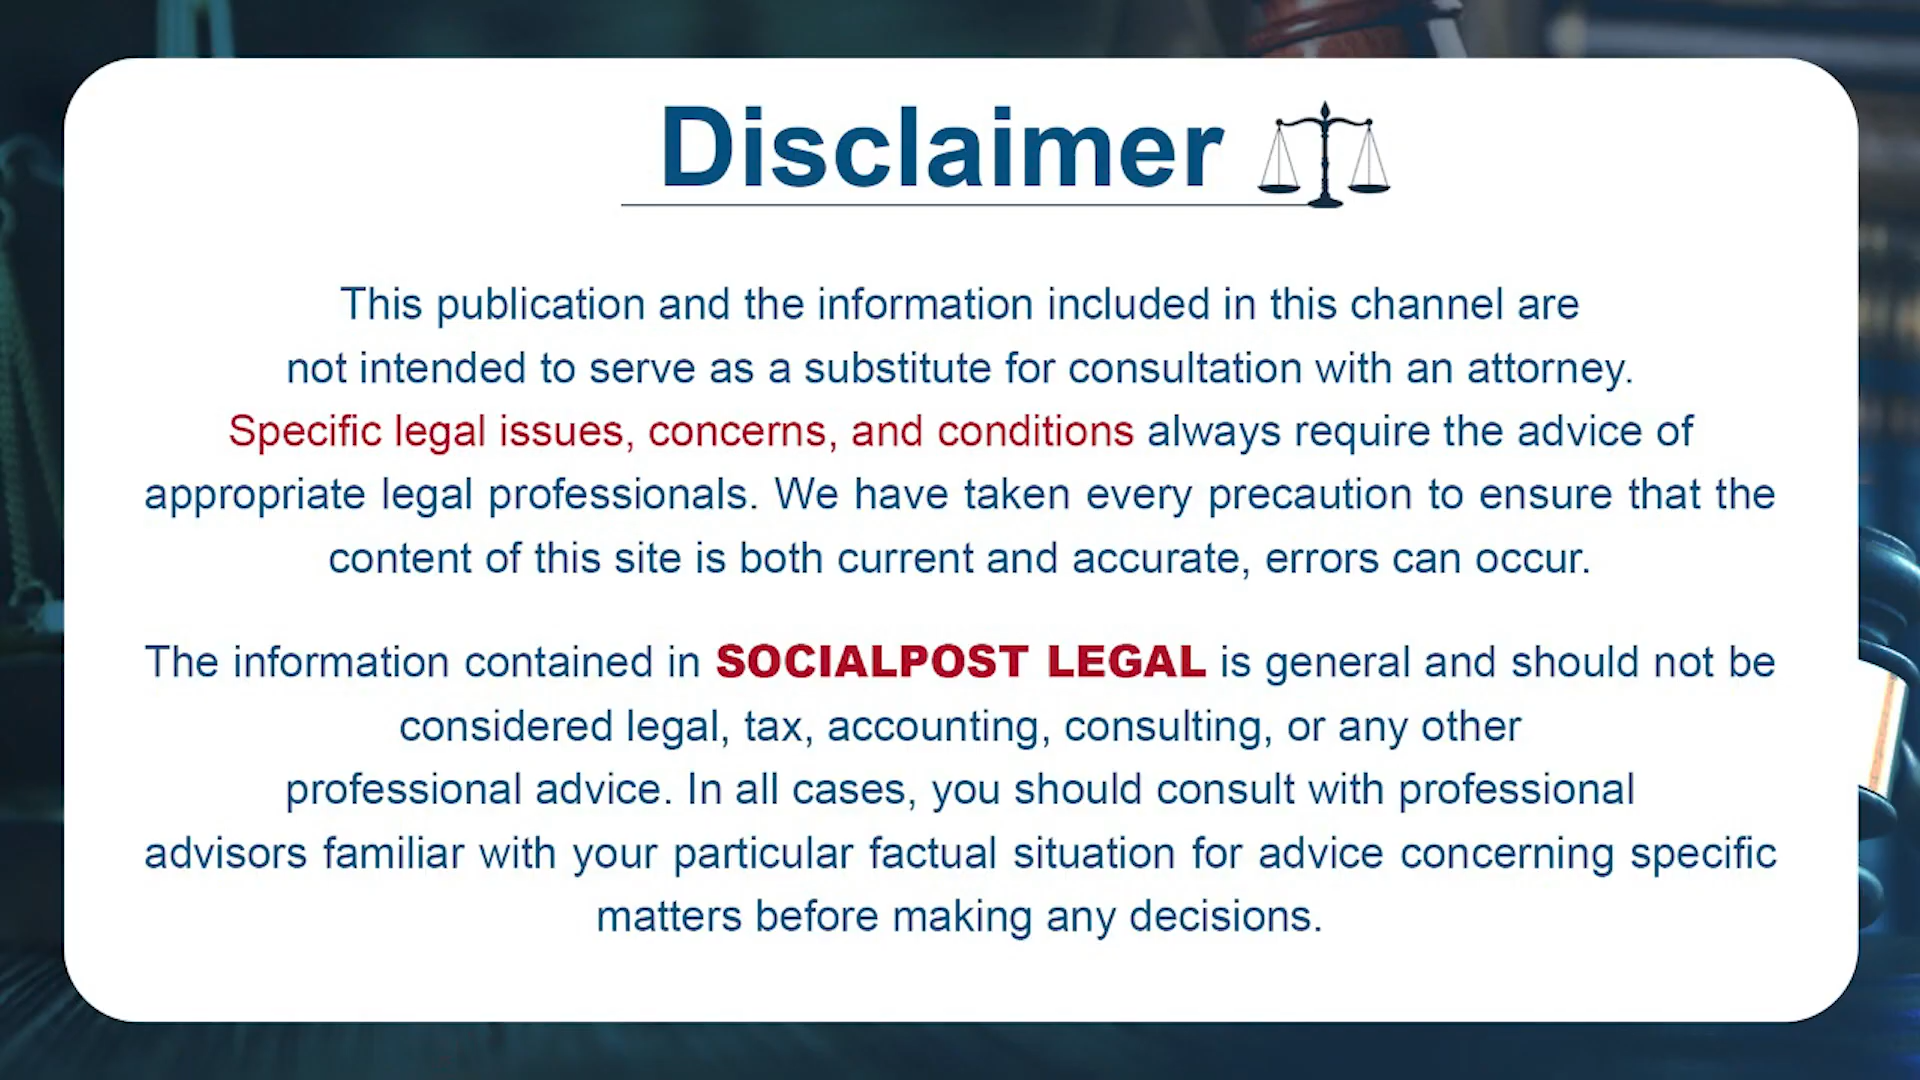 Disclaimer
This publication and the information included in this channel are
not intended to serve as a substitute for consultation with an attorney.
Specific legal issues, concerns, and conditions always require the advice of
appropriate legal professionals. We have taken every precaution to ensure that the
content of this site is both current and accurate, errors can occur.
The information contained in SOCIALPOST LEGAL is general and should not be
considered legal, tax, accounting, consulting, or any other
professional advice. In all cases, you should consult with professional
advisors familiar with your particular factual situation for advice concerning specific
matters before making any decisions.